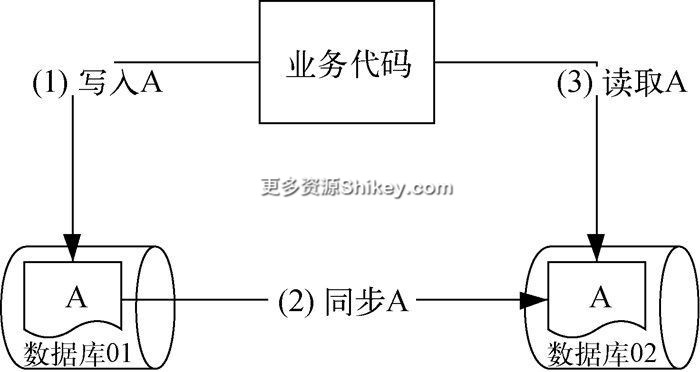 业务代码
(1) 写入A
(3) 读取A
更多资源Shikey.com
A
A
(2) 同步A
数据库01
数据库02